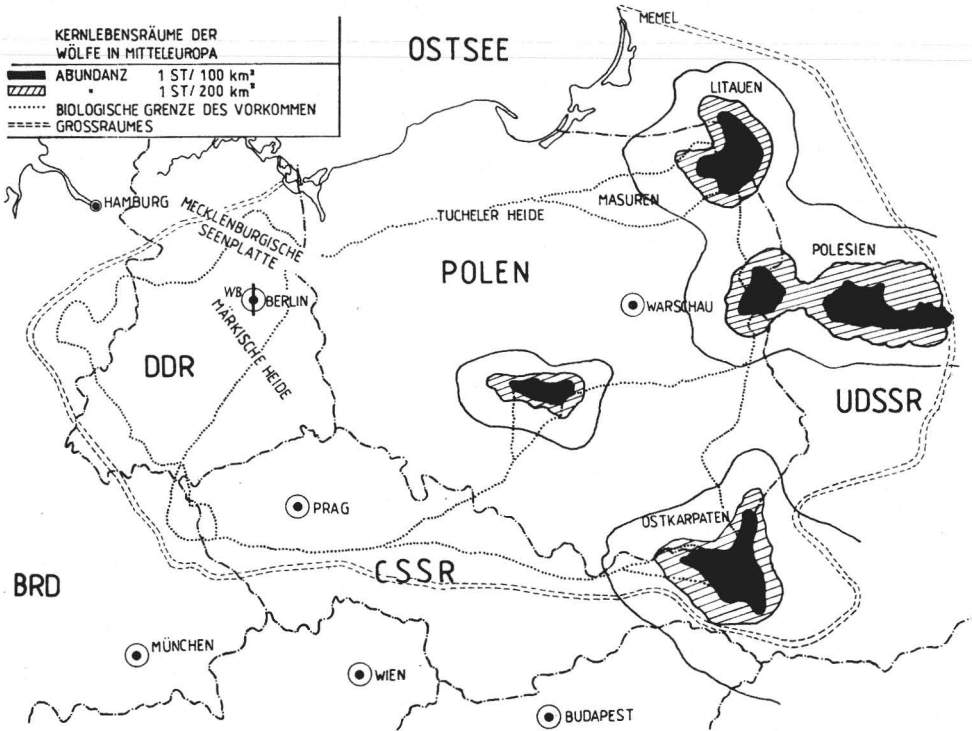 KERNLEBENSRÄUME DER
WÖLFE IN MITTELEUROPA
ABUNDANZ 1 ST/ 100 km²
" 1 ST/ 200 km²
BIOLOGISCHE GRENZE DES VORKOMMEN
GROSSRAUMES
OSTSEE
MEMEL
LITAUEN
HAMBURG
MECKLENBURGISCHE
SEENPLATTE
TUCHELER HEIDE
MASUREN
POLEN
POLESIEN
WB
BERLIN
WARSCHAU
MÄRKISCHE HEIDE
DDR
UDSSR
PRAG
OSTKARPATEN
BRD
CSSR
MÜNCHEN
WIEN
BUDAPEST